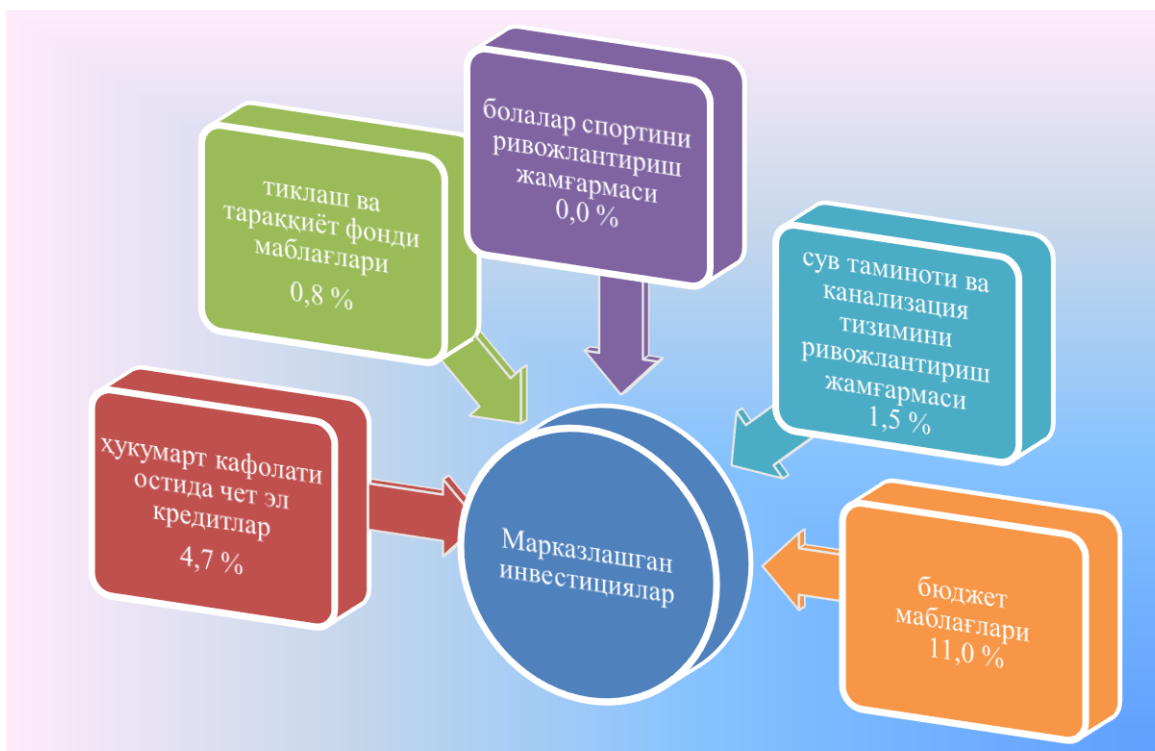 болалар спортини
ривожлантириш
жамғармаси
0,0 %
тиклаш ва
тараққиёт фонди
маблағлари
0,8 %
сув таминоти ва
канализация
тизимини
ривожлантириш
жамғармаси
1,5 %
ҳукумарт кафолати
остида чет эл
кредитлар
4,7 %
Марказлашган
инвестициялар
бюджет
маблағлари
11,0 %